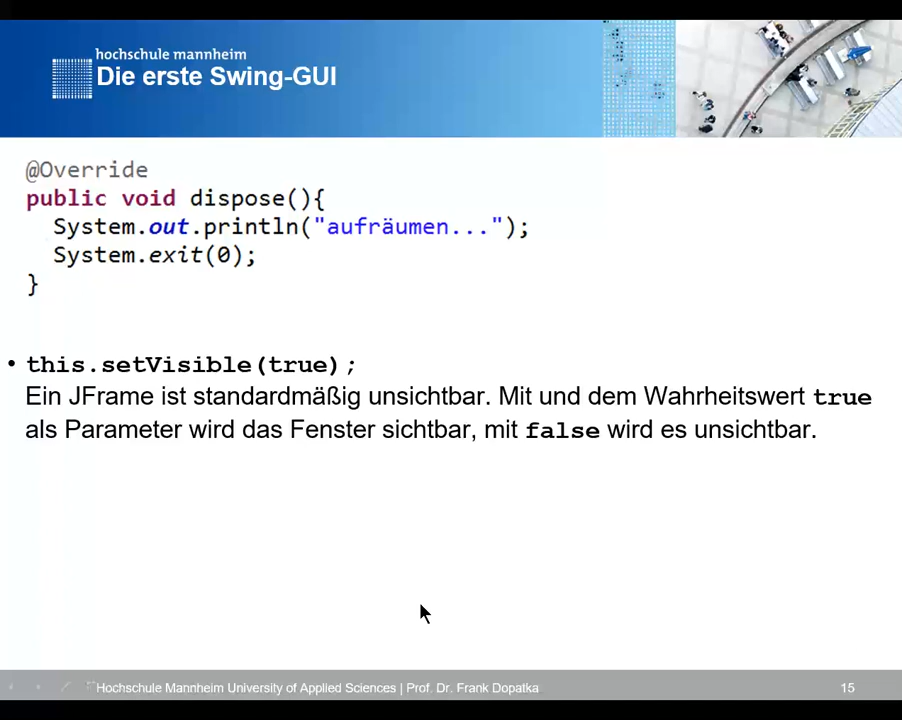 hochschule mannheim
Die erste Swing-GUI
@Override
public void dispose(){
System.out.println("aufräumen...");
System.exit(0);
}
• this.setVisible(true);
Ein JFrame ist standardmäßig unsichtbar. Mit und dem Wahrheitswert true
als Parameter wird das Fenster sichtbar, mit false wird es unsichtbar.
Hochschule Mannheim University of Applied Sciences | Prof. Dr. Frank Dopatka 15